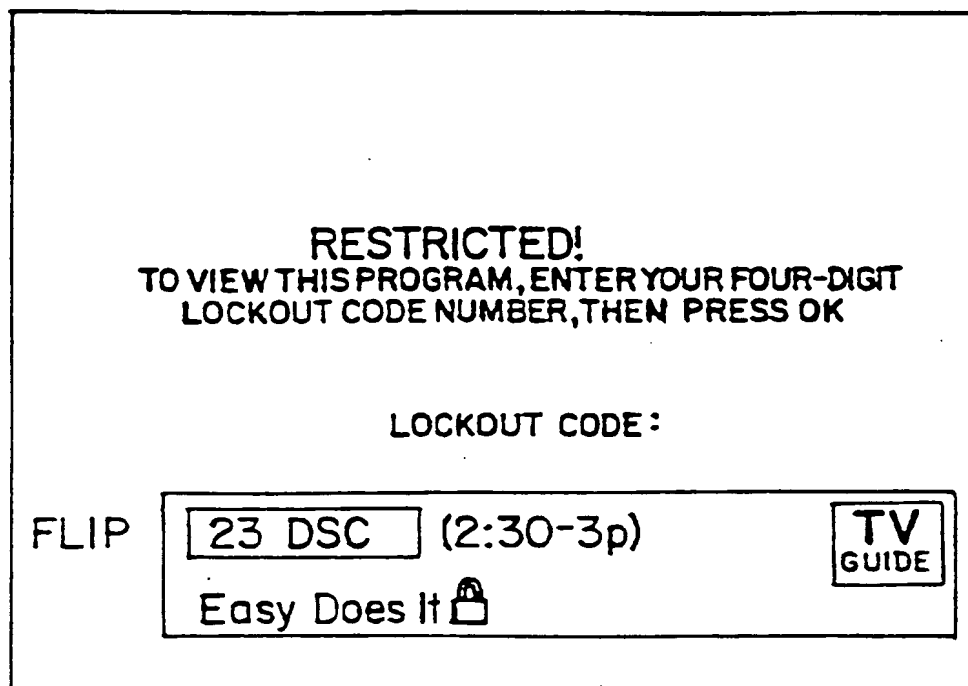 RESTRICTED!
TO VIEW THIS PROGRAM, ENTER YOUR FOUR-DIGIT
LOCKOUT CODE NUMBER, THEN PRESS OK
LOCKOUT CODE:
FLIP 23 DSC (2:30-3p) TV GUIDE
Easy Does It